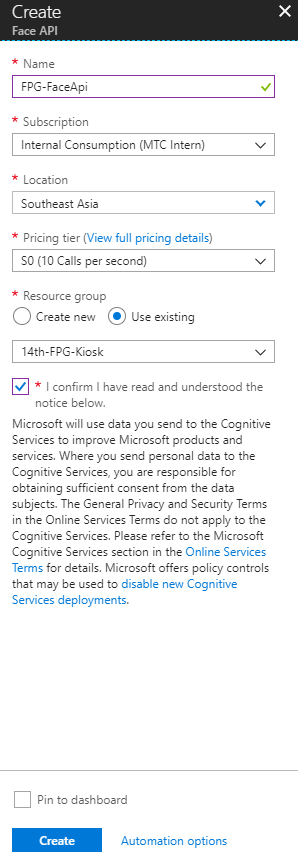 Create
Face API
* Name
FPG-FaceApi
* Subscription
Internal Consumption (MTC Intern)
* Location
Southeast Asia
* Pricing tier (View full pricing details)
S0 (10 Calls per second)
* Resource group
Create new Use existing
14th-FPG-Kiosk
* I confirm I have read and understood the
notice below.
Microsoft will use data you send to the Cognitive
Services to improve Microsoft products and
services. Where you send personal data to the
Cognitive Services, you are responsible for
obtaining sufficient consent from the data
subjects. The General Privacy and Security Terms
in the Online Services Terms do not apply to the
Cognitive Services. Please refer to the Microsoft
Cognitive Services section in the Online Services
Terms for details. Microsoft offers policy controls
that may be used to disable new Cognitive
Services deployments.
Pin to dashboard
Create Automation options